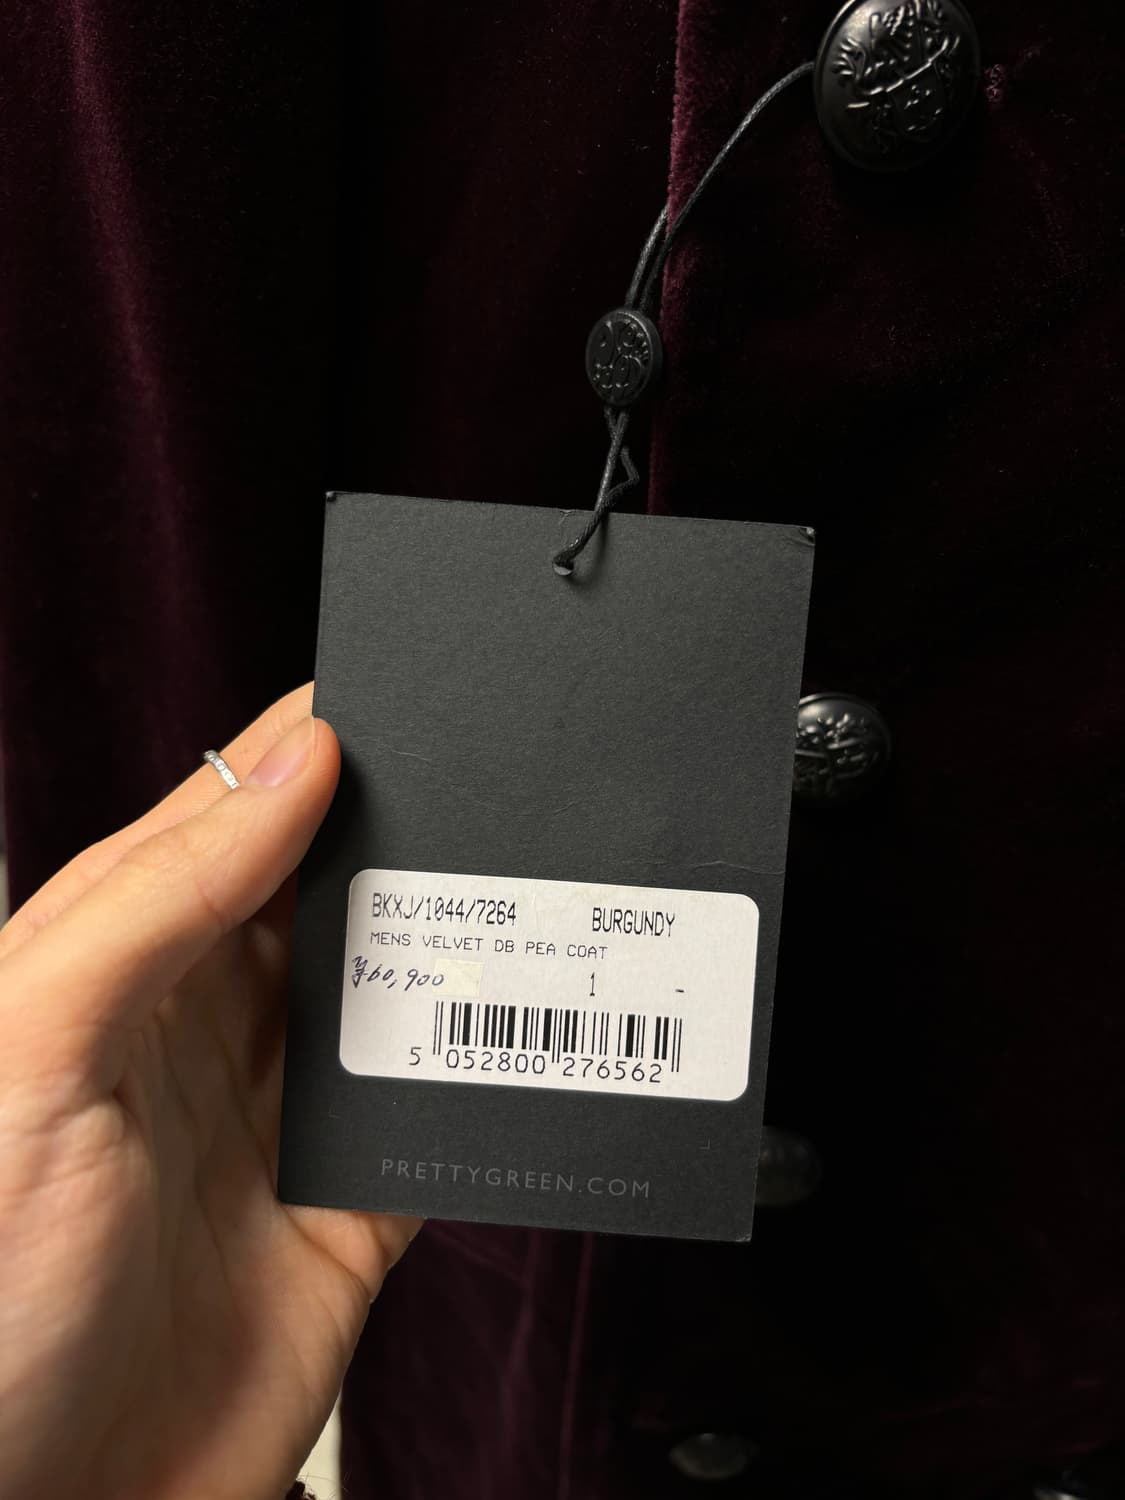 BKXJ/1044/7264 BURGUNDY
MENS VELVET DB PEA COAT
¥60,900 1 -
5 052800 276562
PRETTYGREEN.COM